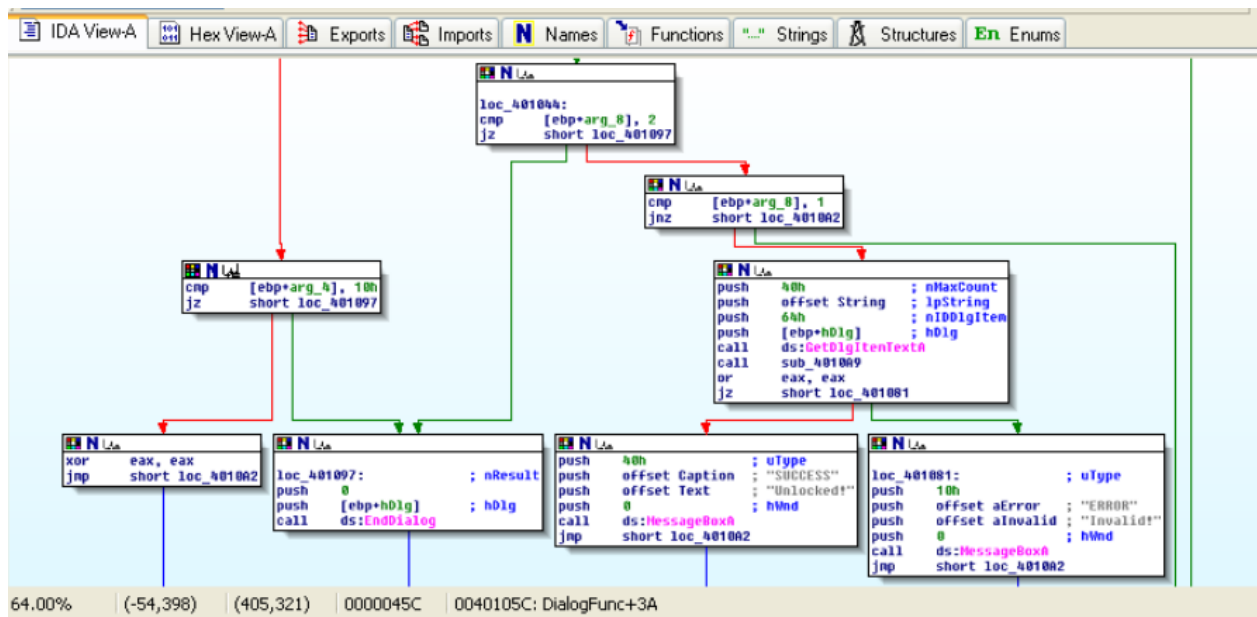 IDA View-A Hex View-A Exports Imports N Names Functions "..." Strings Structures En Enums
loc_401044:
cmp [ebp+arg_8], 2
jz short loc_401097
cmp [ebp+arg_8], 1
jnz short loc_4010A2
cmp [ebp+arg_4], 10h
jz short loc_401097
push 40h ; nMaxCount
push offset String ; lpString
push 64h ; nIDDlgItem
push [ebp+hDlg] ; hDlg
call ds:GetDlgItemTextA
call sub_4010A9
or eax, eax
jz short loc_401081
xor eax, eax
jmp short loc_4010A2
loc_401097: ; nResult
push 0
push [ebp+hDlg] ; hDlg
call ds:EndDialog
push 40h ; uType
push offset Caption ; "SUCCESS"
push offset Text ; "Unlocked!"
push 0 ; hWnd
call ds:MessageBoxA
jmp short loc_4010A2
loc_401081: ; uType
push 10h
push offset aError ; "ERROR"
push offset aInvalid ; "Invalid!"
push 0 ; hWnd
call ds:MessageBoxA
jmp short loc_4010A2
64.00% (-54,398) (405,321) 0000045C 0040105C: DialogFunc+3A